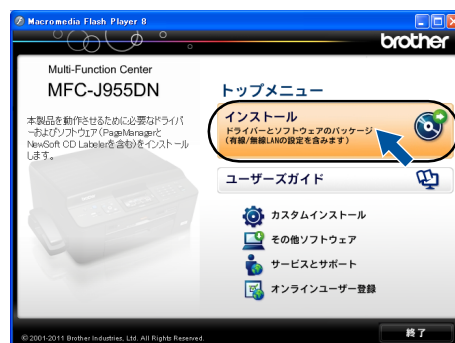 Macromedia Flash Player 8
brother
Multi-Function Center
MFC-J955DN
本製品を動作させるために必要なドライバ
ーおよびソフトウェア(PageManagerと
NewSoft CD Labelerを含む)をインストール
します。
トップメニュー
インストール
ドライバーとソフトウェアのパッケージ
(有線/無線LANの設定を含みます)
ユーザーズガイド
カスタムインストール
その他ソフトウェア
サービスとサポート
オンラインユーザー登録
© 2001-2011 Brother Industries, Ltd. All Rights Reserved.
終了